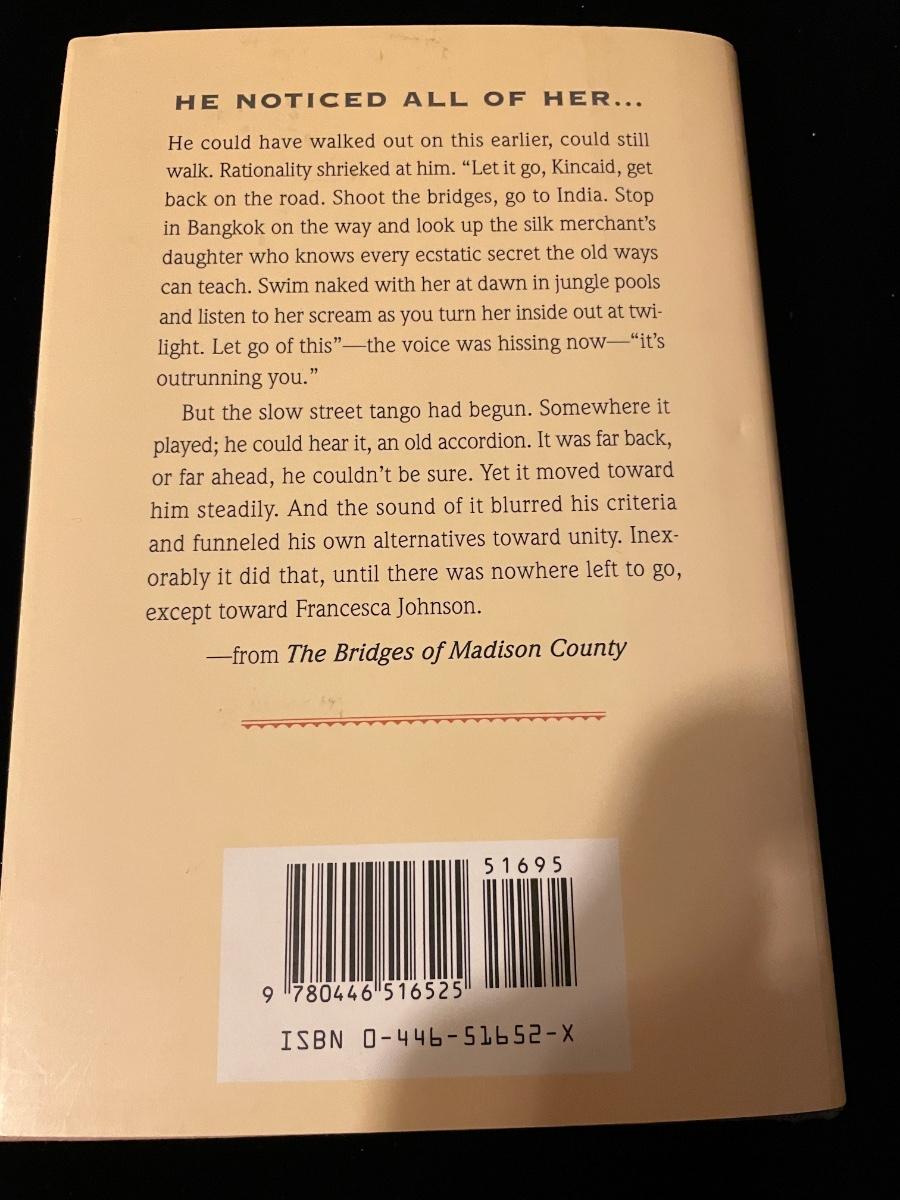 HE NOTICED ALL OF HER...
He could have walked out on this earlier, could still
walk. Rationality shrieked at him. “Let it go, Kincaid, get
back on the road. Shoot the bridges, go to India. Stop
in Bangkok on the way and look up the silk merchant’s
daughter who knows every ecstatic secret the old ways
can teach. Swim naked with her at dawn in jungle pools
and listen to her scream as you turn her inside out at twi-
light. Let go of this”—the voice was hissing now—“it’s
outrunning you.”
But the slow street tango had begun. Somewhere it
played; he could hear it, an old accordion. It was far back,
or far ahead, he couldn’t be sure. Yet it moved toward
him steadily. And the sound of it blurred his criteria
and funneled his own alternatives toward unity. Inex-
orably it did that, until there was nowhere left to go,
except toward Francesca Johnson.
—from The Bridges of Madison County
51695
9 780446 516525
ISBN 0-446-51652-X